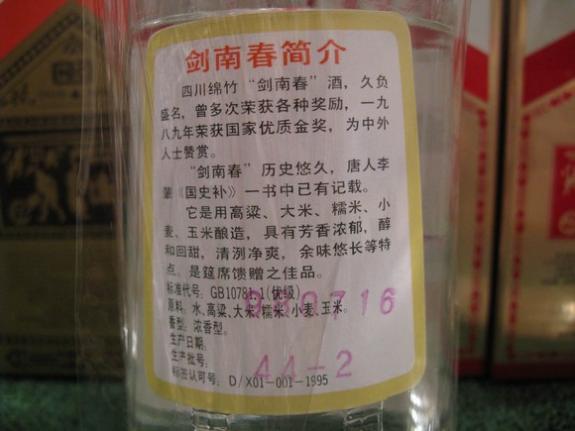 剑南春简介
四川绵竹“剑南春”酒，久负
盛名，曾多次荣获各种奖励，一九
八九年荣获国家优质金奖，为中外
人士赞赏。
“剑南春”历史悠久，唐人李
肇《国史补》一书中已有记载。
它是用高粱、大米、糯米、小
麦、玉米酿造，具有芳香浓郁，醇
和回甜，清洌净爽，余味悠长等特
点。是筵席馈赠之佳品。
标准代号：GB10781.1(优级)
原料：水、高粱、大米、糯米、小麦、玉米。
香型：浓香型。
生产日期：
生产批号：44-2
标签认可号：D/X01-001-1995